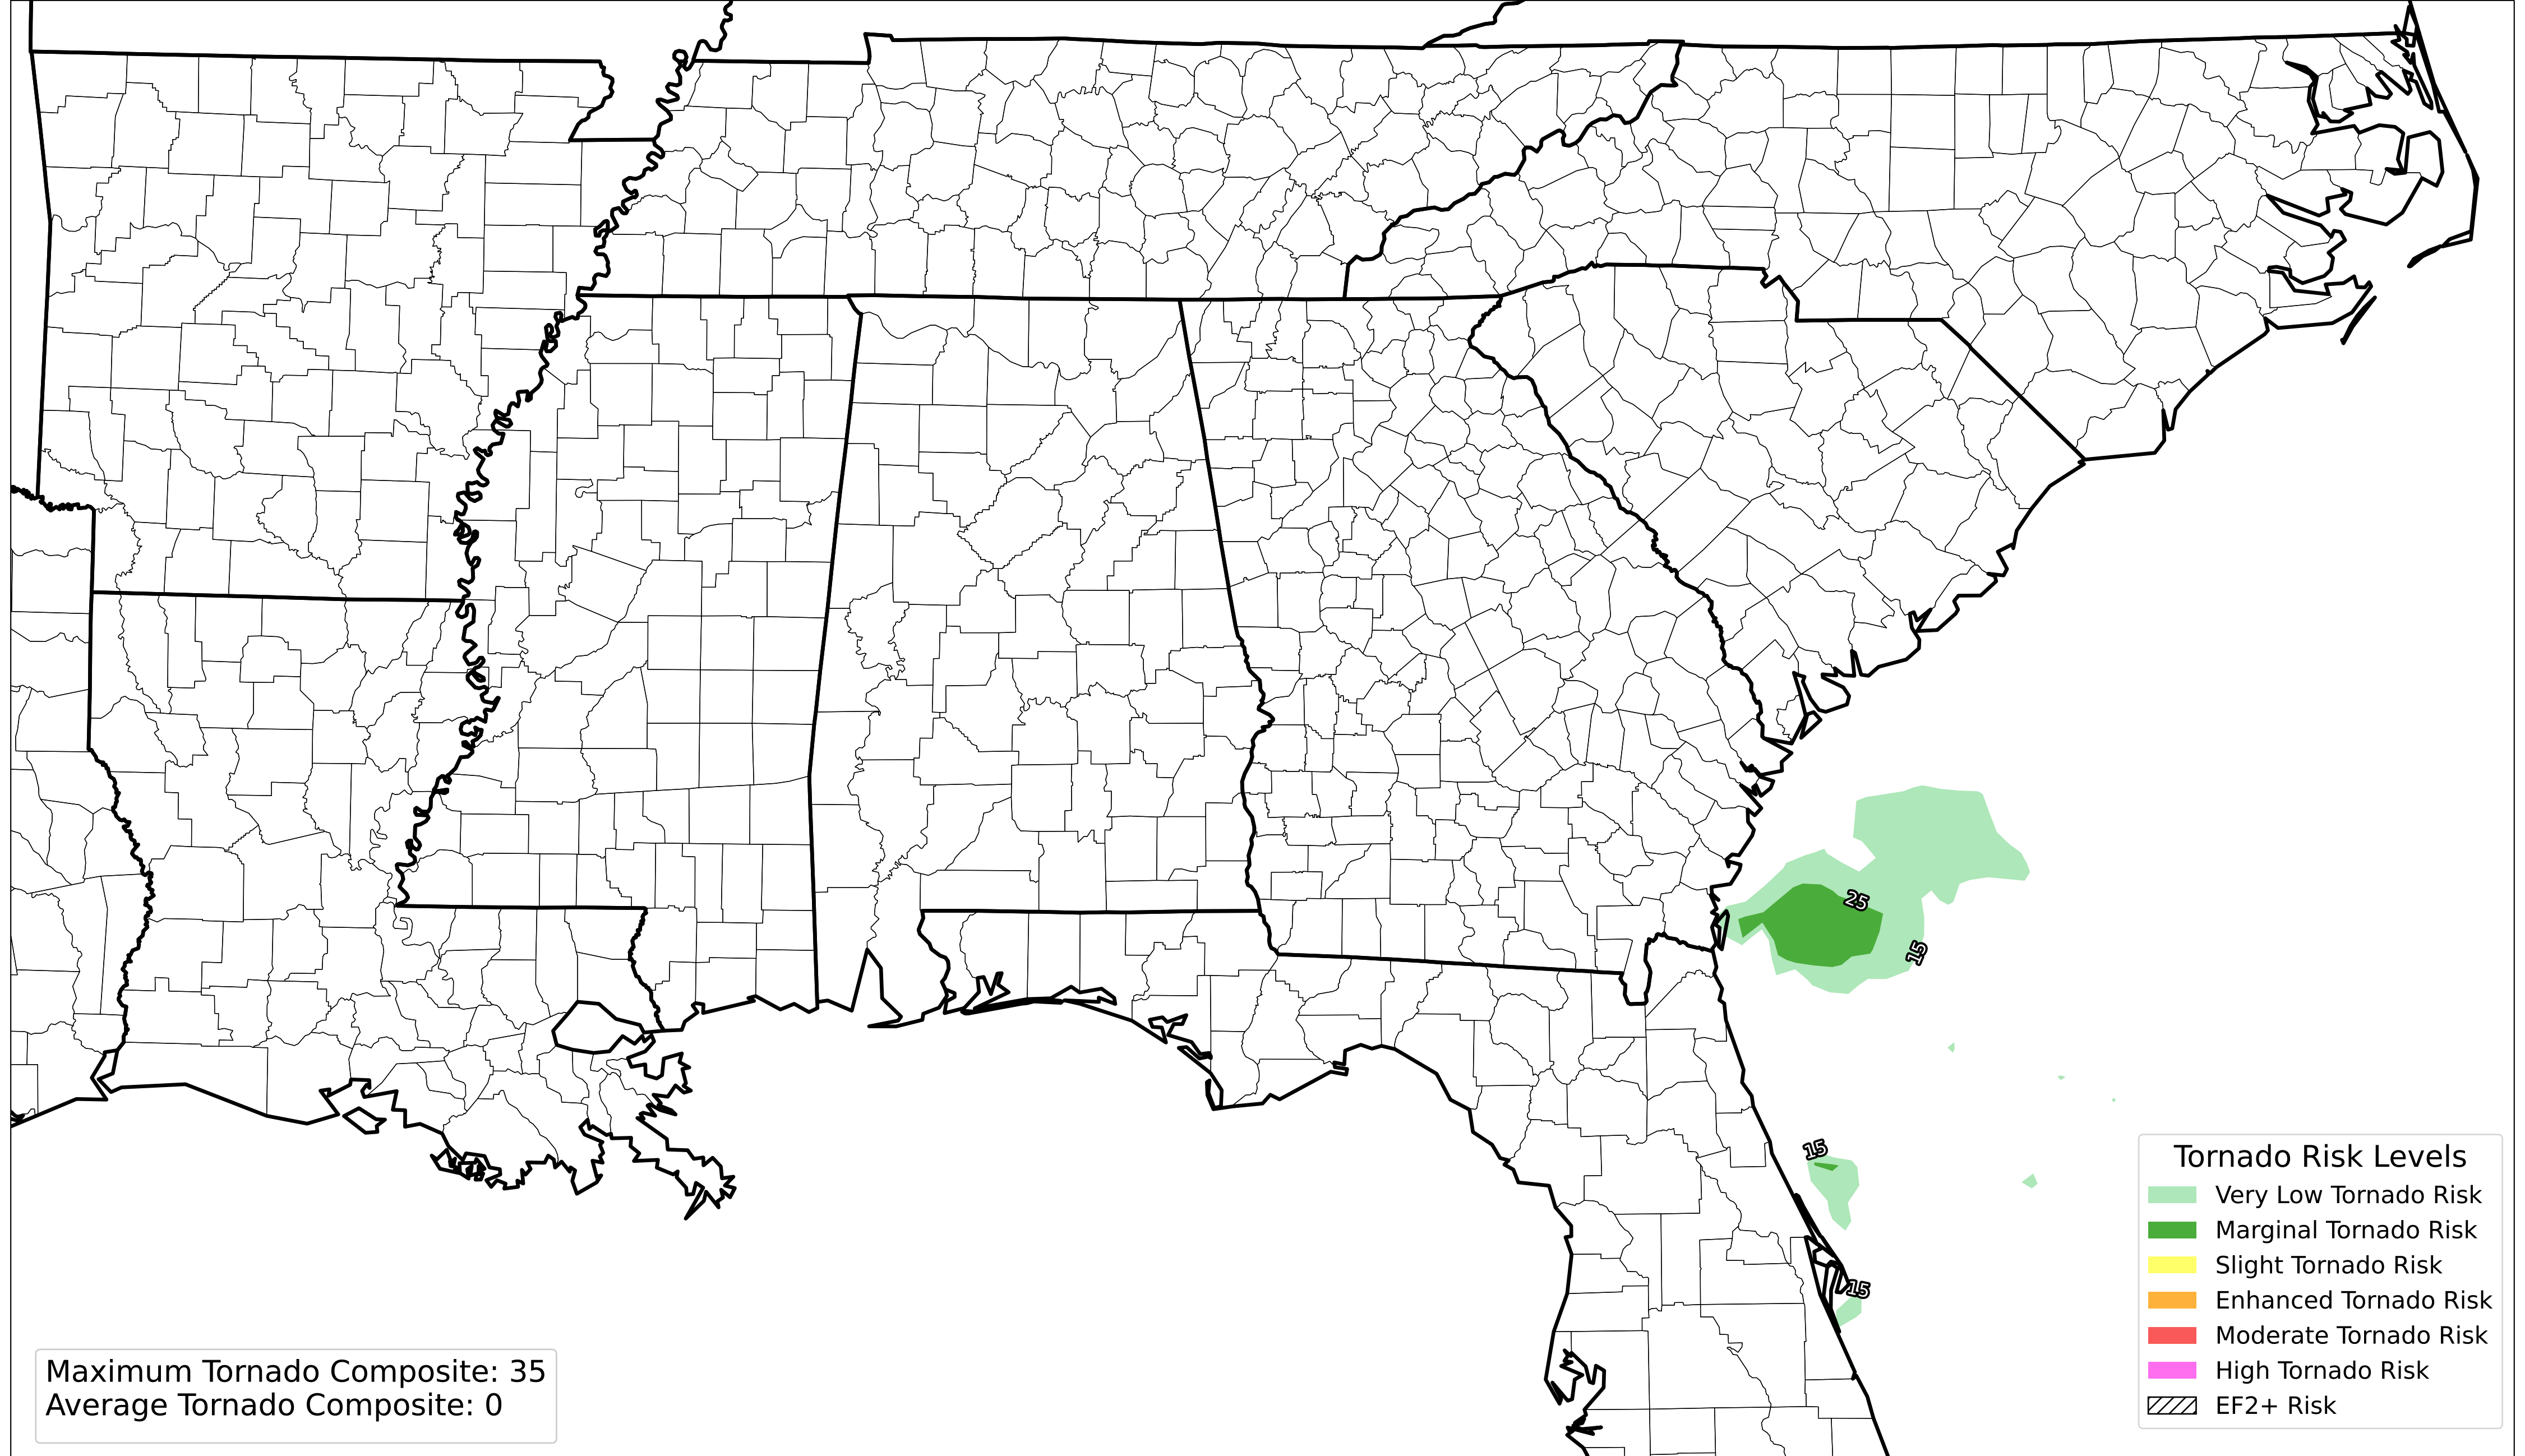 25
15
15
15
Tornado Risk Levels
Very Low Tornado Risk
Marginal Tornado Risk
Slight Tornado Risk
Enhanced Tornado Risk
Moderate Tornado Risk
High Tornado Risk
EF2+ Risk
Maximum Tornado Composite: 35
Average Tornado Composite: 0